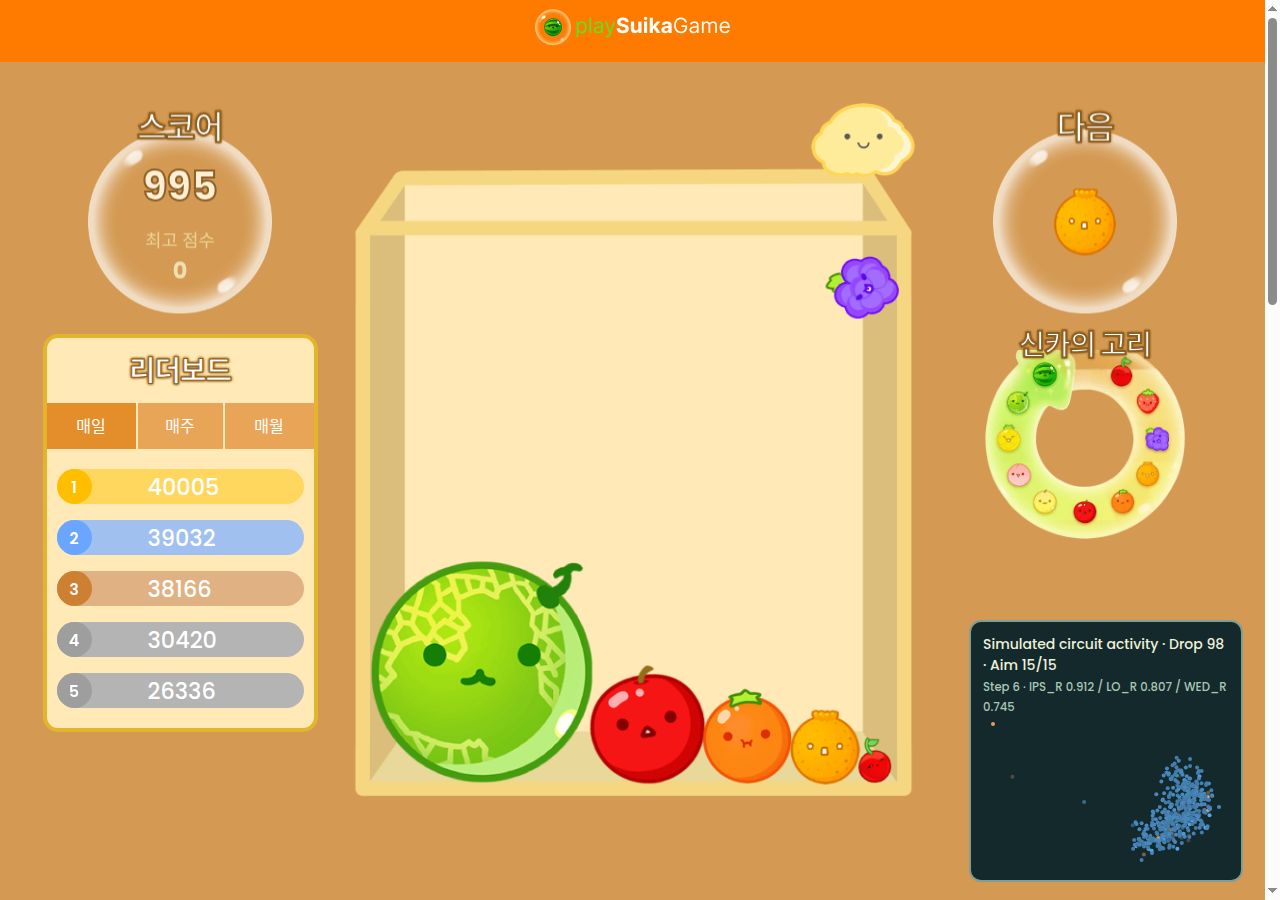 playSuikaGame
스코어
995
최고 점수
0
다음
신카의 고리
리더보드
매일 매주 매월
1 40005
2 39032
3 38166
4 30420
5 26336
Simulated circuit activity · Drop 98
· Aim 15/15
Step 6 · IPS_R 0.912 / LO_R 0.807 / WED_R
0.745